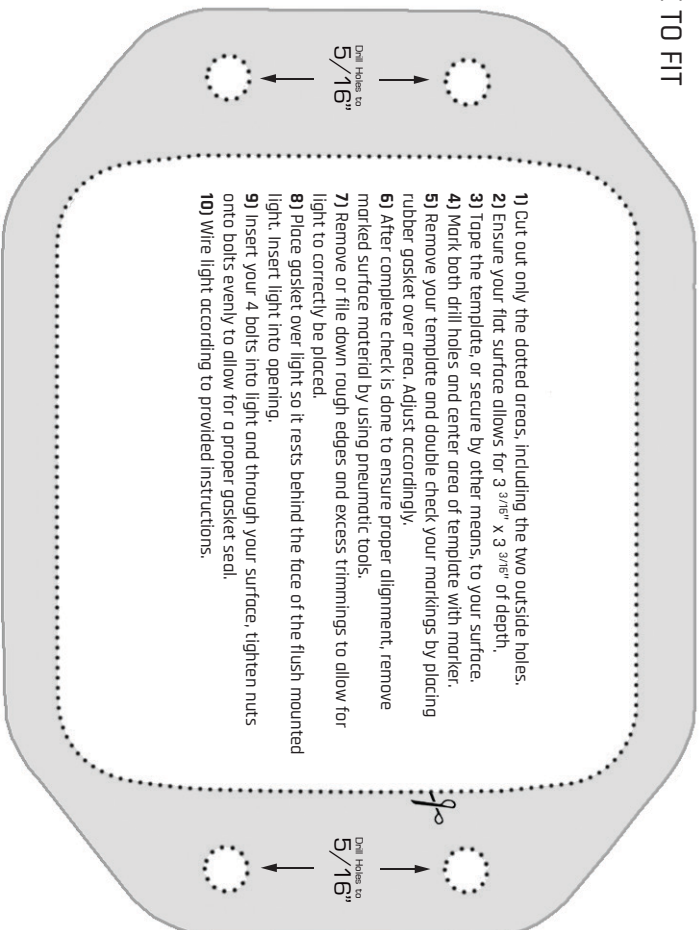 TO FIT
Drill Holes to
5/16"
1) Cut out only the dotted areas, including the two outside holes.
2) Ensure your flat surface allows for 3 3/16" x 3 3/16" of depth,
3) Tape the template, or secure by other means, to your surface.
4) Mark both drill holes and center area of template with marker.
5) Remove your template and double check your markings by placing
rubber gasket over area. Adjust accordingly.
6) After complete check is done to ensure proper alignment, remove
marked surface material by using pneumatic tools.
7) Remove or file down rough edges and excess trimmings to allow for
light to correctly be placed.
8) Place gasket over light so it rests behind the face of the flush mounted
light. Insert light into opening.
9) Insert your 4 bolts into light and through your surface, tighten nuts
onto bolts evenly to allow for a proper gasket seal.
10) Wire light according to provided instructions.
Drill Holes to
5/16"